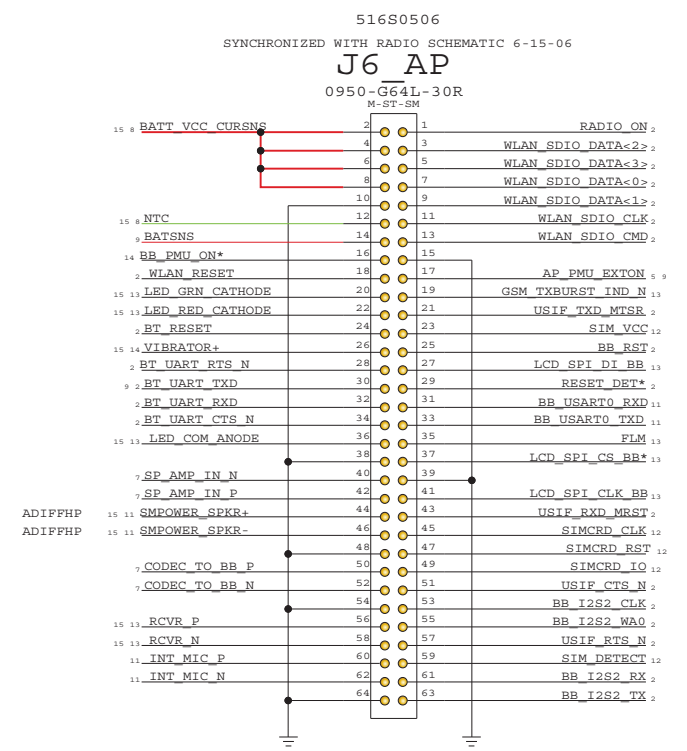 516S0506
SYNCHRONIZED WITH RADIO SCHEMATIC 6-15-06
J6_AP
0950-G64L-30R
M-ST-SM
15 8 BATT_VCC_CURSNS 2 1 RADIO_ON 2
4 3 WLAN_SDIO_DATA<2> 2
6 5 WLAN_SDIO_DATA<3> 2
8 7 WLAN_SDIO_DATA<0> 2
10 9 WLAN_SDIO_DATA<1> 2
15 8 NTC 12 11 WLAN_SDIO_CLK 2
9 BATSNS 14 13 WLAN_SDIO_CMD 2
14 BB_PMU_ON* 16 15
2 WLAN_RESET 18 17 AP_PMU_EXTON 5 9
15 13 LED_GRN_CATHODE 20 19 GSM_TXBURST_IND_N 13
15 13 LED_RED_CATHODE 22 21 USIF_TXD_MTSR 2
2 BT_RESET 24 23 SIM_VCC 12
15 14 VIBRATOR+ 26 25 BB_RST 2
2 BT_UART_RTS_N 28 27 LCD_SPI_DI_BB 13
9 2 BT_UART_TXD 30 29 RESET_DET* 2
2 BT_UART_RXD 32 31 BB_USART0_RXD 11
2 BT_UART_CTS_N 34 33 BB_USART0_TXD 11
15 13 LED_COM_ANODE 36 35 FLM 13
38 37 LCD_SPI_CS_BB* 13
7 SP_AMP_IN_N 40 39
7 SP_AMP_IN_P 42 41 LCD_SPI_CLK_BB 13
ADIFFHP 15 11 SMPOWER_SPKR+ 44 43 USIF_RXD_MRST 2
ADIFFHP 15 11 SMPOWER_SPKR- 46 45 SIMCRD_CLK 12
48 47 SIMCRD_RST 12
7 CODEC_TO_BB_P 50 49 SIMCRD_IO 12
7 CODEC_TO_BB_N 52 51 USIF_CTS_N 2
54 53 BB_I2S2_CLK 2
15 13 RCVR_P 56 55 BB_I2S2_WA0 2
15 13 RCVR_N 58 57 USIF_RTS_N 2
11 INT_MIC_P 60 59 SIM_DETECT 12
11 INT_MIC_N 62 61 BB_I2S2_RX 2
64 63 BB_I2S2_TX 2